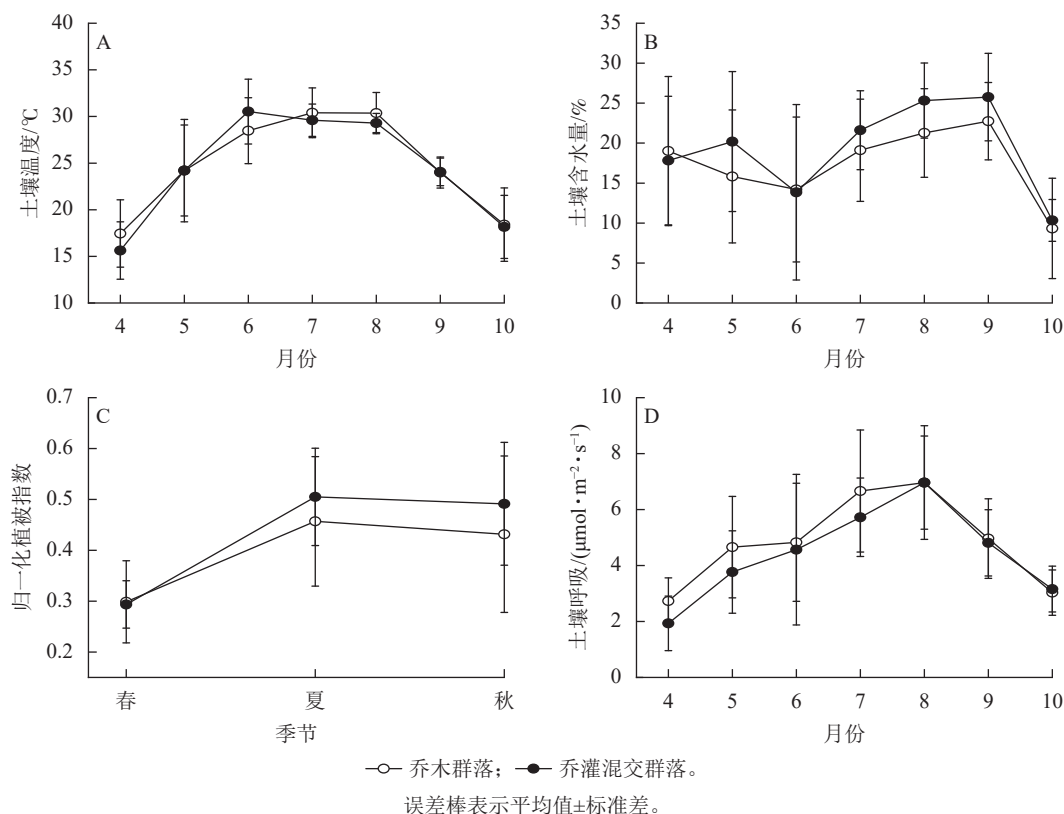 A
土壤温度/℃
40
35
30
25
20
15
10
4 5 6 7 8 9 10
月份
B
土壤含水量/%
35
30
25
20
15
10
5
0
4 5 6 7 8 9 10
月份
C
归一化植被指数
0.7
0.6
0.5
0.4
0.3
0.2
春 夏 秋
季节
D
土壤呼吸/(μmol·m⁻²·s⁻¹)
10
8
6
4
2
0
4 5 6 7 8 9 10
月份
乔木群落； 乔灌混交群落。
误差棒表示平均值±标准差。